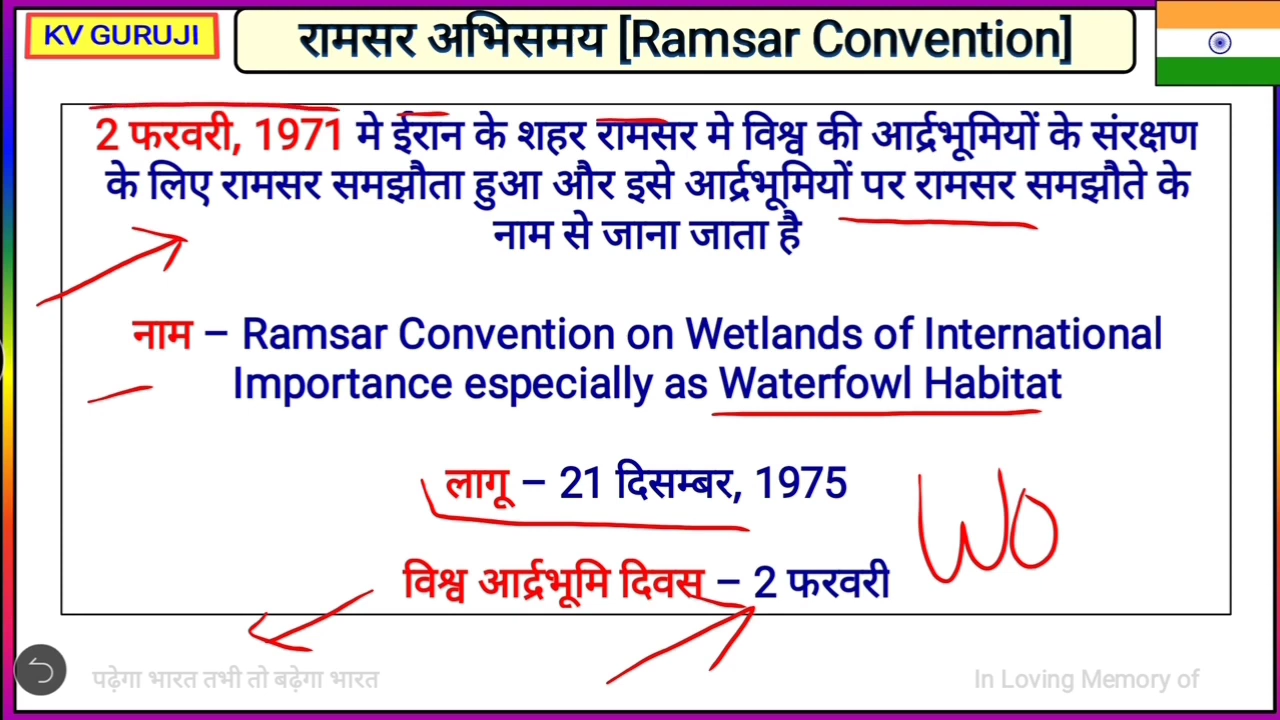 KV GURUJI
रामसर अभिसमय [Ramsar Convention]
2 फरवरी, 1971 मे ईरान के शहर रामसर मे विश्व की आर्द्रभूमियों के संरक्षण
के लिए रामसर समझौता हुआ और इसे आर्द्रभूमियों पर रामसर समझौते के
नाम से जाना जाता है
नाम – Ramsar Convention on Wetlands of International
Importance especially as Waterfowl Habitat
लागू – 21 दिसम्बर, 1975
Wo
विश्व आर्द्रभूमि दिवस – 2 फरवरी
पढ़ेगा भारत तभी तो बढ़ेगा भारत
In Loving Memory of